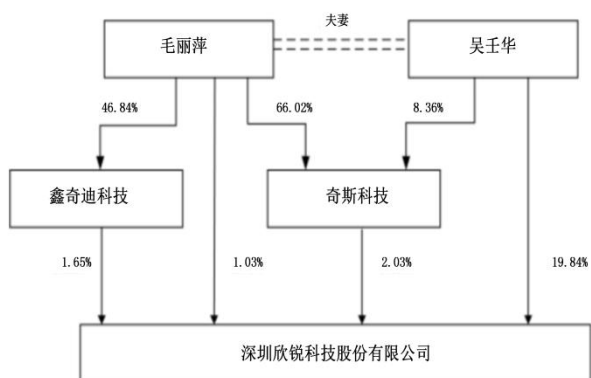 夫妻
毛丽萍
吴壬华
46.84%
66.02%
8.36%
鑫奇迪科技
奇斯科技
1.65%
1.03%
2.03%
19.84%
深圳欣锐科技股份有限公司